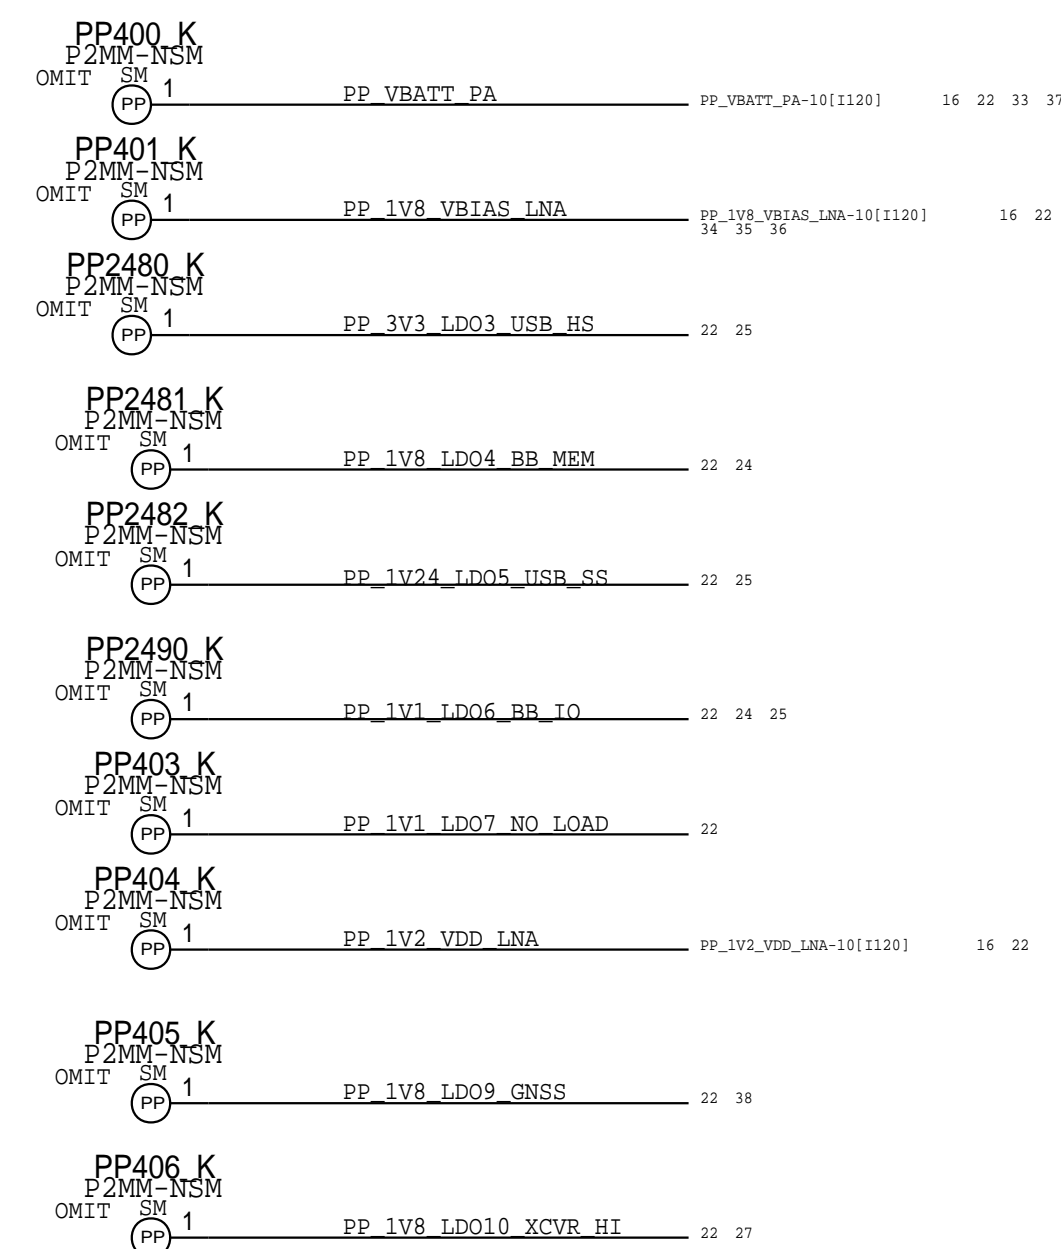 PP400_K
P2MM-NSM
OMIT SM 1
PP PP_VBATT_PA PP_VBATT_PA-10[I120] 16 22 33 37
PP401_K
P2MM-NSM
OMIT SM 1
PP PP_1V8_VBIAS_LNA PP_1V8_VBIAS_LNA-10[I120] 16 22
34 35 36
PP2480_K
P2MM-NSM
OMIT SM 1
PP PP_3V3_LDO3_USB_HS 22 25
PP2481_K
P2MM-NSM
OMIT SM 1
PP PP_1V8_LDO4_BB_MEM 22 24
PP2482_K
P2MM-NSM
OMIT SM 1
PP PP_1V24_LDO5_USB_SS 22 25
PP2490_K
P2MM-NSM
OMIT SM 1
PP PP_1V1_LDO6_BB_IO 22 24 25
PP403_K
P2MM-NSM
OMIT SM 1
PP PP_1V1_LDO7_NO_LOAD 22
PP404_K
P2MM-NSM
OMIT SM 1
PP PP_1V2_VDD_LNA PP_1V2_VDD_LNA-10[I120] 16 22
PP405_K
P2MM-NSM
OMIT SM 1
PP PP_1V8_LDO9_GNSS 22 38
PP406_K
P2MM-NSM
OMIT SM 1
PP PP_1V8_LDO10_XCVR_HI 22 27